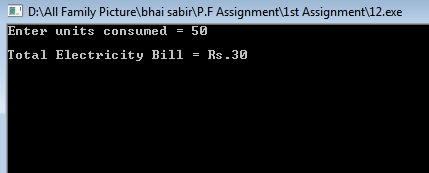 D:\All Family Picture\bhai sabir\P.F Assignment\1st Assignment\12.exe
Enter units consumed = 50
Total Electricity Bill = Rs.30